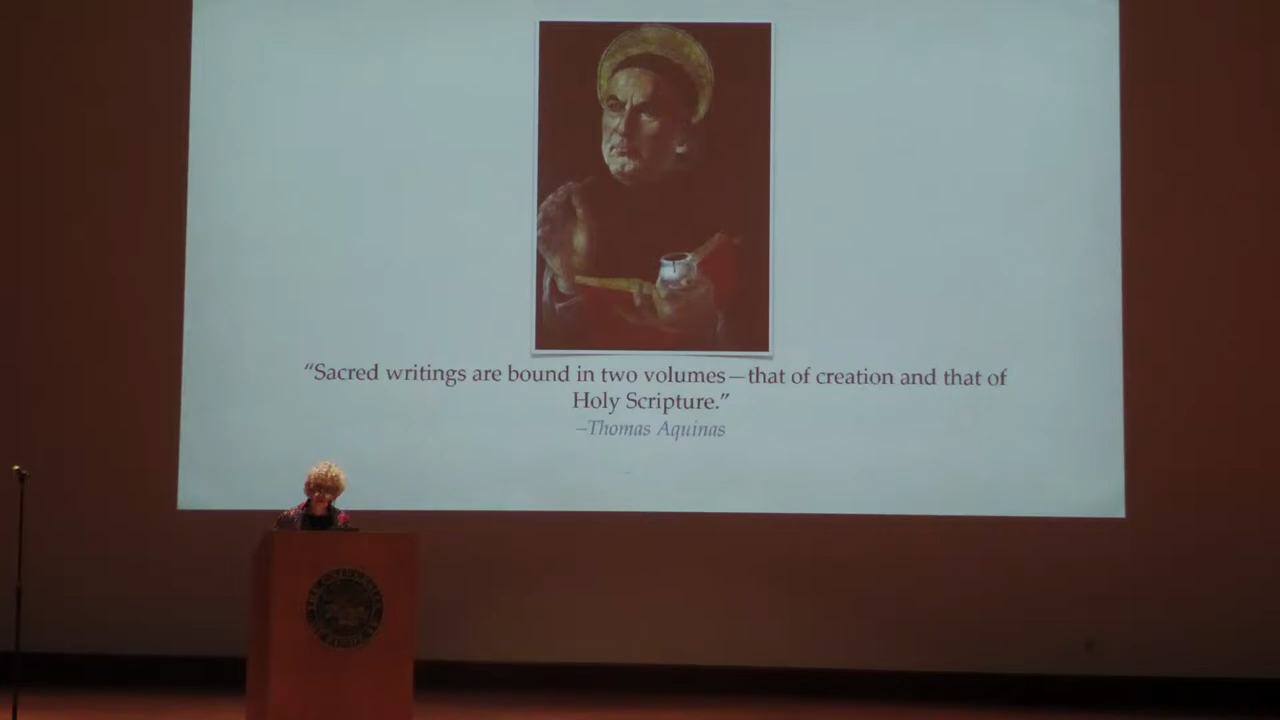 “Sacred writings are bound in two volumes—that of creation and that of
Holy Scripture.”
–Thomas Aquinas